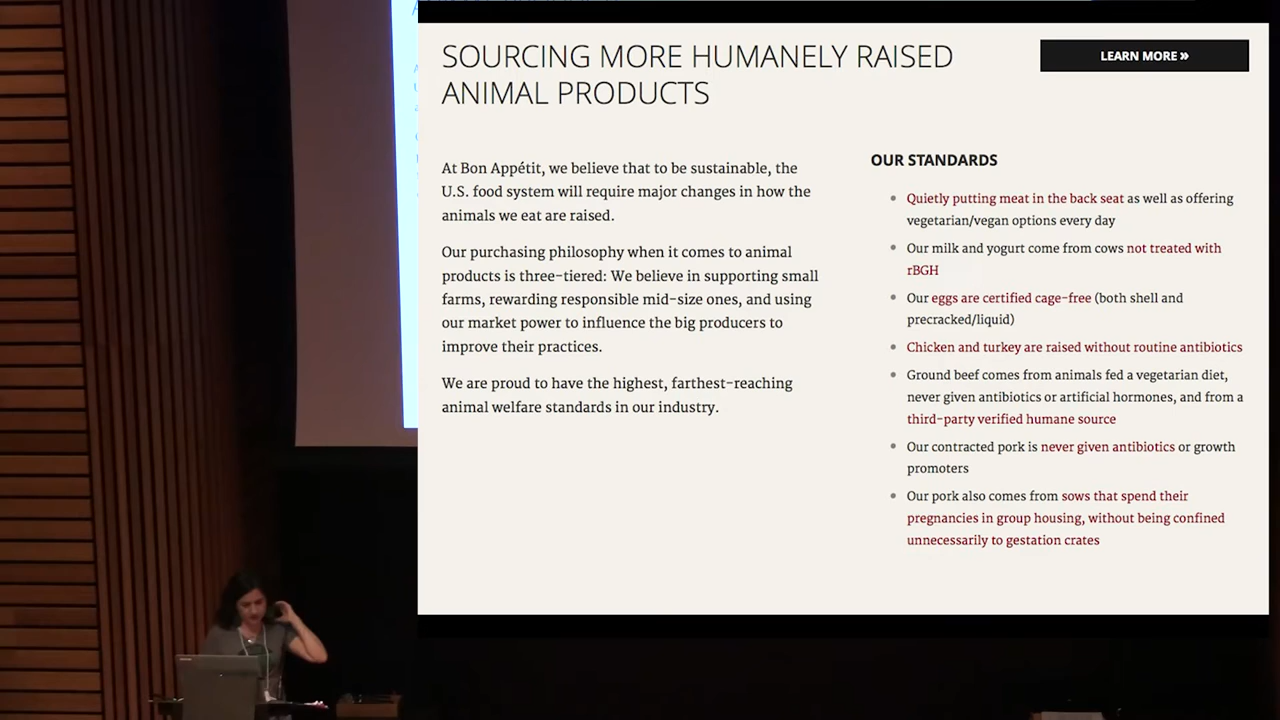 SOURCING MORE HUMANELY RAISED
ANIMAL PRODUCTS
LEARN MORE »
At Bon Appétit, we believe that to be sustainable, the
U.S. food system will require major changes in how the
animals we eat are raised.
Our purchasing philosophy when it comes to animal
products is three-tiered: We believe in supporting small
farms, rewarding responsible mid-size ones, and using
our market power to influence the big producers to
improve their practices.
We are proud to have the highest, farthest-reaching
animal welfare standards in our industry.
OUR STANDARDS
Quietly putting meat in the back seat as well as offering
vegetarian/vegan options every day
Our milk and yogurt come from cows not treated with
rBGH
Our eggs are certified cage-free (both shell and
precracked/liquid)
Chicken and turkey are raised without routine antibiotics
Ground beef comes from animals fed a vegetarian diet,
never given antibiotics or artificial hormones, and from a
third-party verified humane source
Our contracted pork is never given antibiotics or growth
promoters
Our pork also comes from sows that spend their
pregnancies in group housing, without being confined
unnecessarily to gestation crates